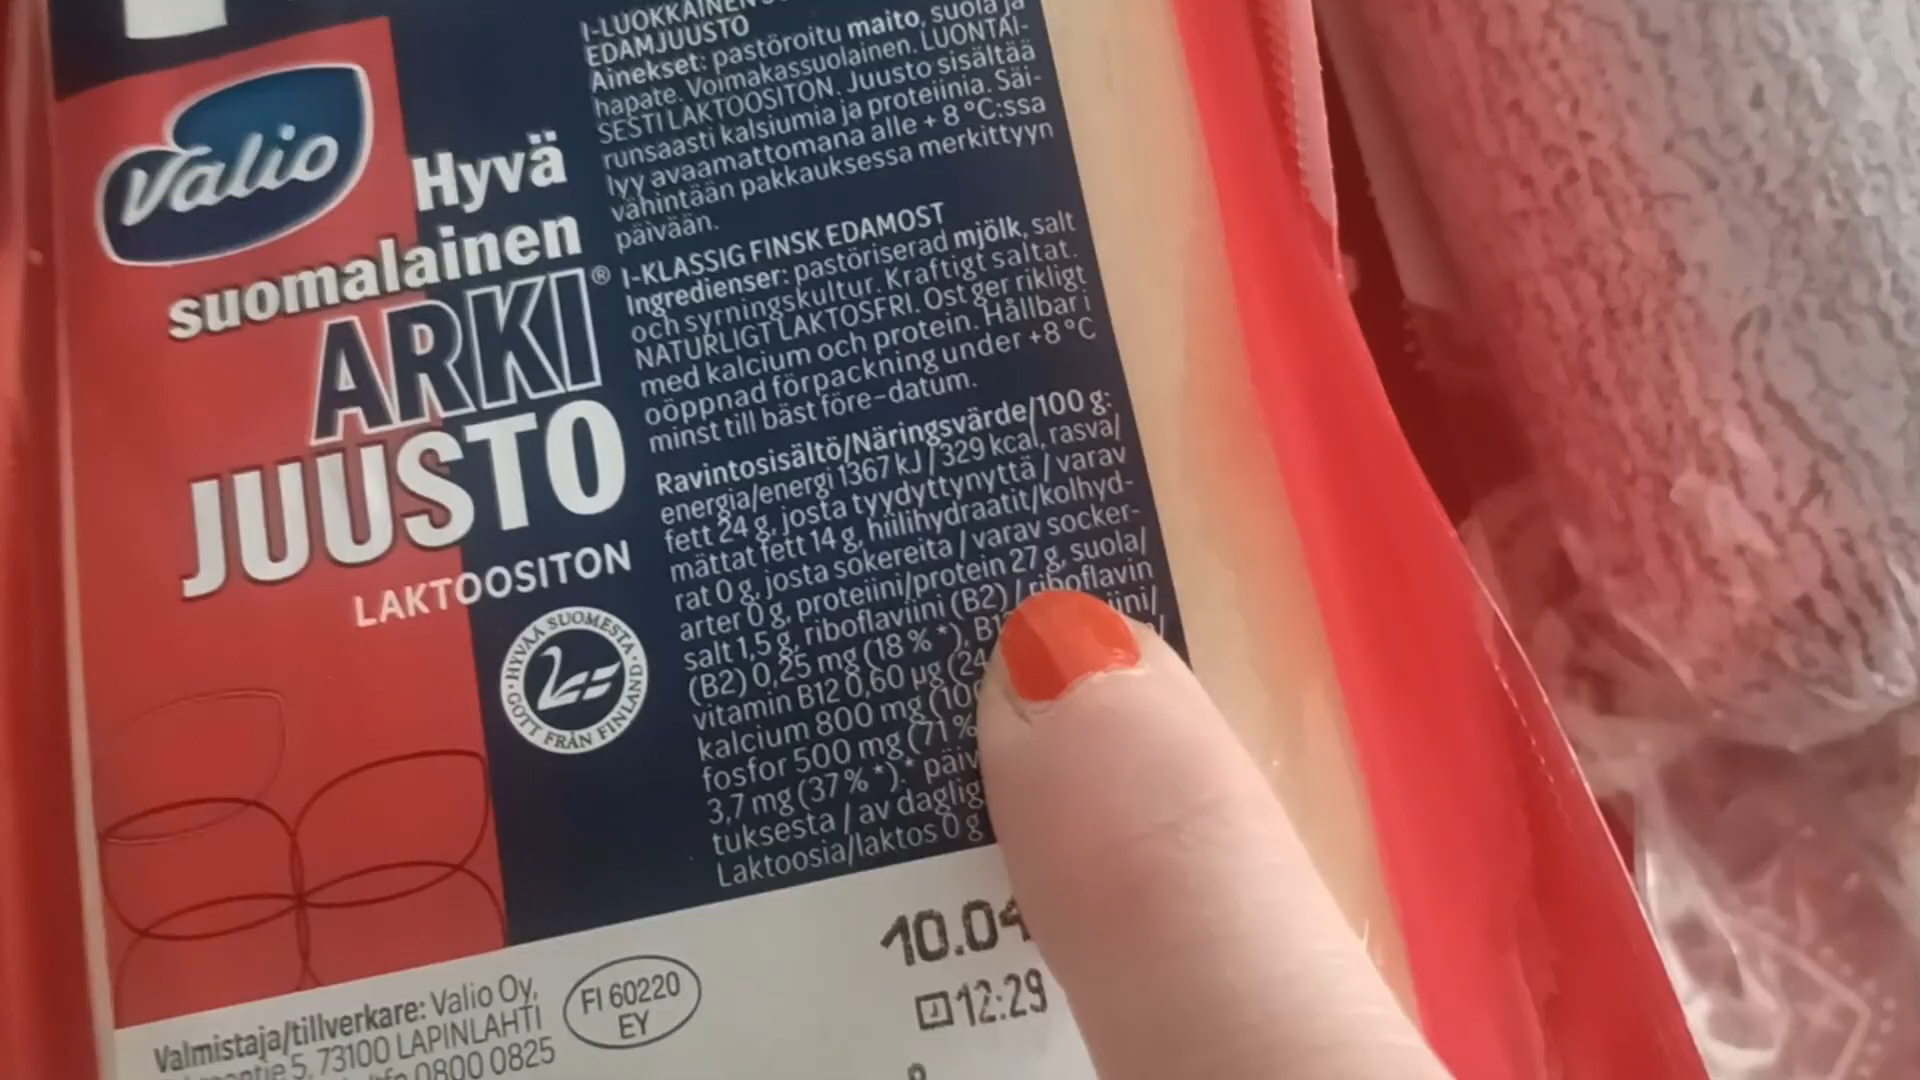 Valio
Hyvä
suomalainen
ARKI®
JUUSTO
LAKTOOSITON
HYVÄÄ SUOMESTA · GOTT FRÅN FINLAND
I-LUOKKAINEN
EDAMJUUSTO
Ainekset: pastöroitu maito, suola ja
hapate. Voimakassuolainen. LUONTAI-
SESTI LAKTOOSITON. Juusto sisältää
runsaasti kalsiumia ja proteiinia. Säi-
lyy avaamattomana alle + 8 °C:ssa
vähintään pakkauksessa merkittyyn
päivään.
I-KLASSIG FINSK EDAMOST
Ingredienser: pastöriserad mjölk, salt
och syrningskultur. Kraftigt saltat.
NATURLIGT LAKTOSFRI. Ost ger rikligt
med kalcium och protein. Hållbar i
oöppnad förpackning under +8 °C
minst till bäst före-datum.
Ravintosisältö/Näringsvärde/100 g:
energia/energi 1367 kJ / 329 kcal, rasva/
fett 24 g, josta tyydyttynyttä / varav
mättat fett 14 g, hiilihydraatit/kolhyd-
rat 0 g, josta sokereita / varav socker-
arter 0 g, proteiini/protein 27 g, suola/
salt 1,5 g, riboflaviini (B2) / riboflavin
(B2) 0,25 mg (18 % *),
vitamin B12 0,60 µg (24
kalcium 800 mg (10
fosfor 500 mg (71 %
3,7 mg (37 % *). * päiv
tuksesta / av daglig
Laktoosia/laktos 0 g
10.04
12:29
Valmistaja/tillverkare: Valio Oy,
5, 73100 LAPINLAHTI
0800 0825
FI 60220
EY